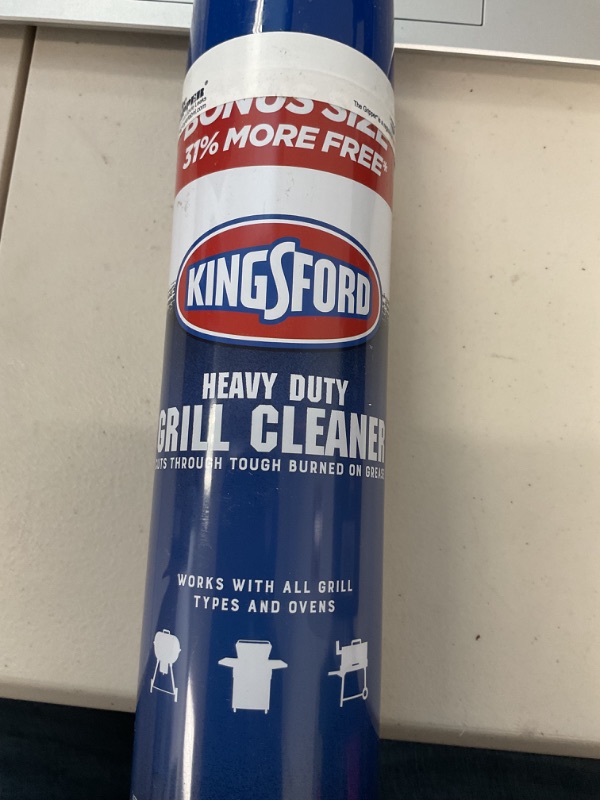 BONUS SIZE
31% MORE FREE*
KINGSFORD
HEAVY DUTY
GRILL CLEANER
CUTS THROUGH TOUGH BURNED ON GREASE
WORKS WITH ALL GRILL
TYPES AND OVENS